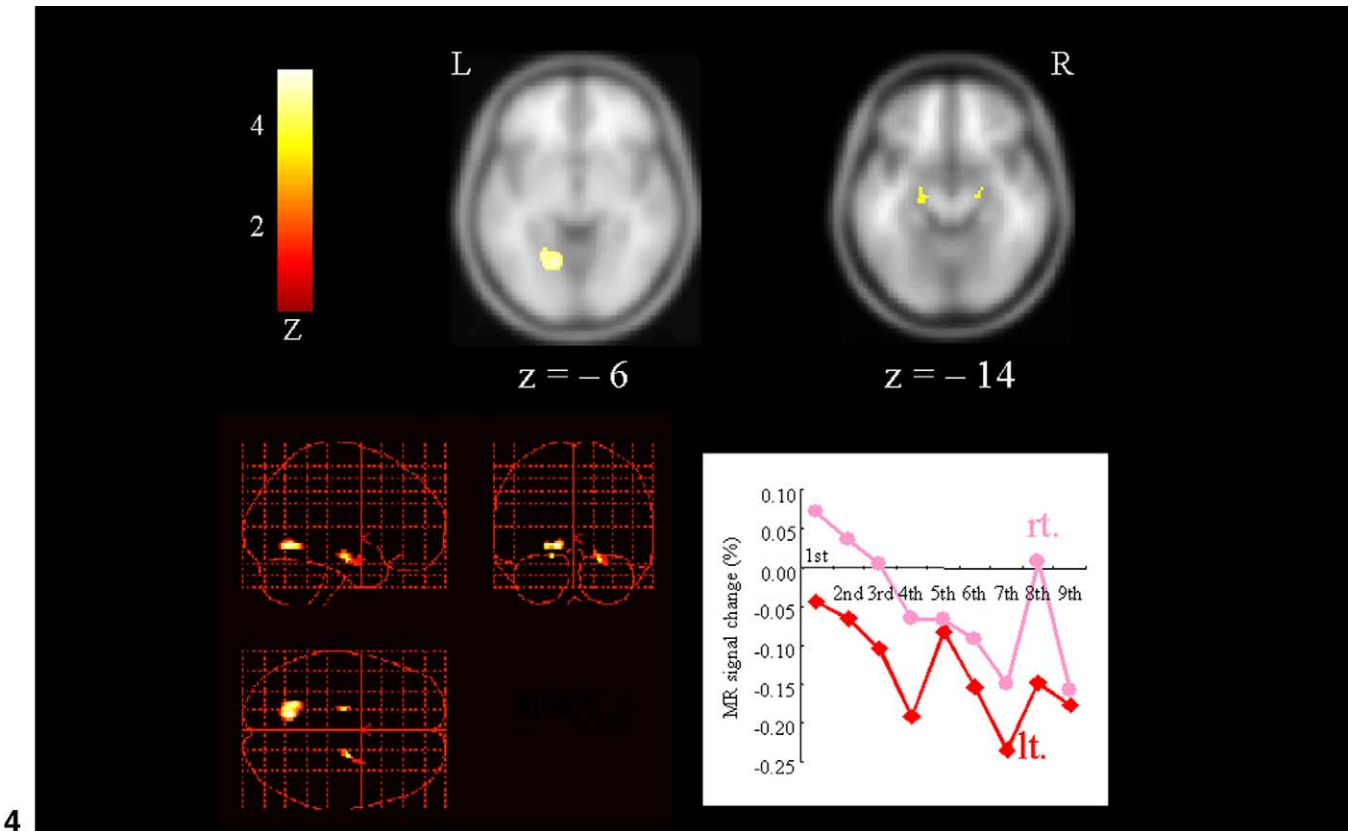 L
R
4
2
Z
z = – 6
z = – 14
0.10
0.05
0.00
-0.05
-0.10
-0.15
-0.20
-0.25
MR signal change (%)
1st
2nd 3rd 4th 5th 6th 7th 8th 9th
rt.
lt.
4